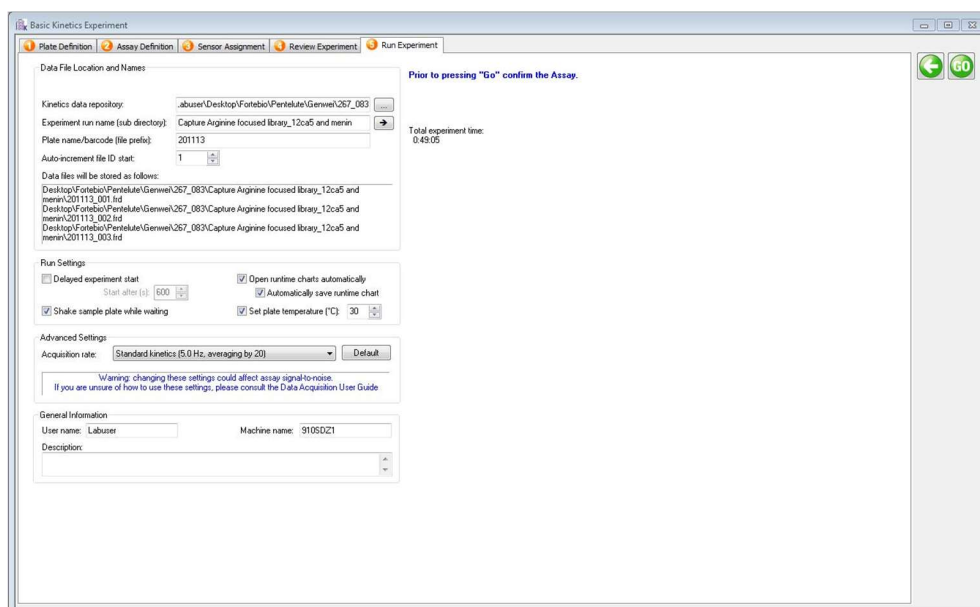 Basic Kinetics Experiment
1 Plate Definition 2 Assay Definition 3 Sensor Assignment 4 Review Experiment 5 Run Experiment
GO
Data File Location and Names
Prior to pressing "Go" confirm the Assay.
Kinetics data repository: .abuser\Desktop\Fortebio\Pentelute\Genwei\267_083 ...
Experiment run name (sub directory): Capture Arginine focused library_12ca5 and menin
Total experiment time:
0:49:05
Plate name/barcode (file prefix): 201113
Auto-increment file ID start: 1
Data files will be stored as follows:
Desktop\Fortebio\Pentelute\Genwei\267_083\Capture Arginine focused library_12ca5 and
menin\201113_001.frd
Desktop\Fortebio\Pentelute\Genwei\267_083\Capture Arginine focused library_12ca5 and
menin\201113_002.frd
Desktop\Fortebio\Pentelute\Genwei\267_083\Capture Arginine focused library_12ca5 and
menin\201113_003.frd
Run Settings
Delayed experiment start Open runtime charts automatically
Start after (s): 600 Automatically save runtime chart
Shake sample plate while waiting Set plate temperature (°C): 30
Advanced Settings
Acquisition rate: Standard kinetics (5.0 Hz, averaging by 20) Default
Warning: changing these settings could affect assay signal-to-noise.
If you are unsure of how to use these settings, please consult the Data Acquisition User Guide
General Information
User name: Labuser Machine name: 910SDZ1
Description: